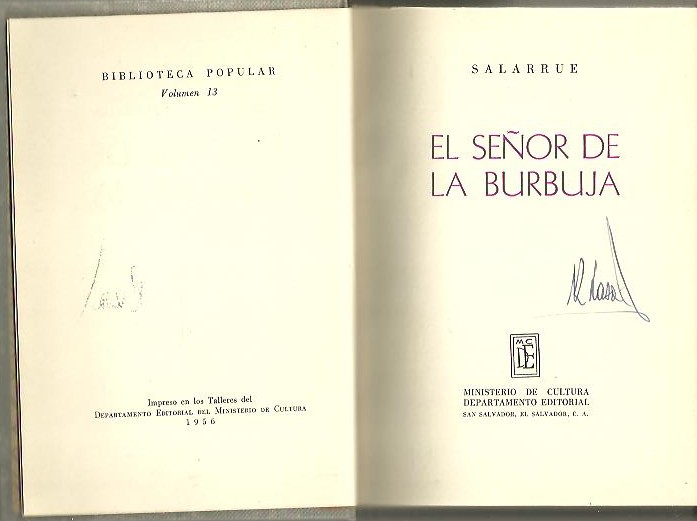 BIBLIOTECA POPULAR
Volumen 13
Impreso en los Talleres del
DEPARTAMENTO EDITORIAL DEL MINISTERIO DE CULTURA
1956
SALARRUE
EL SEÑOR DE
LA BURBUJA
MC
DE
MINISTERIO DE CULTURA
DEPARTAMENTO EDITORIAL
SAN SALVADOR, EL SALVADOR, C. A.